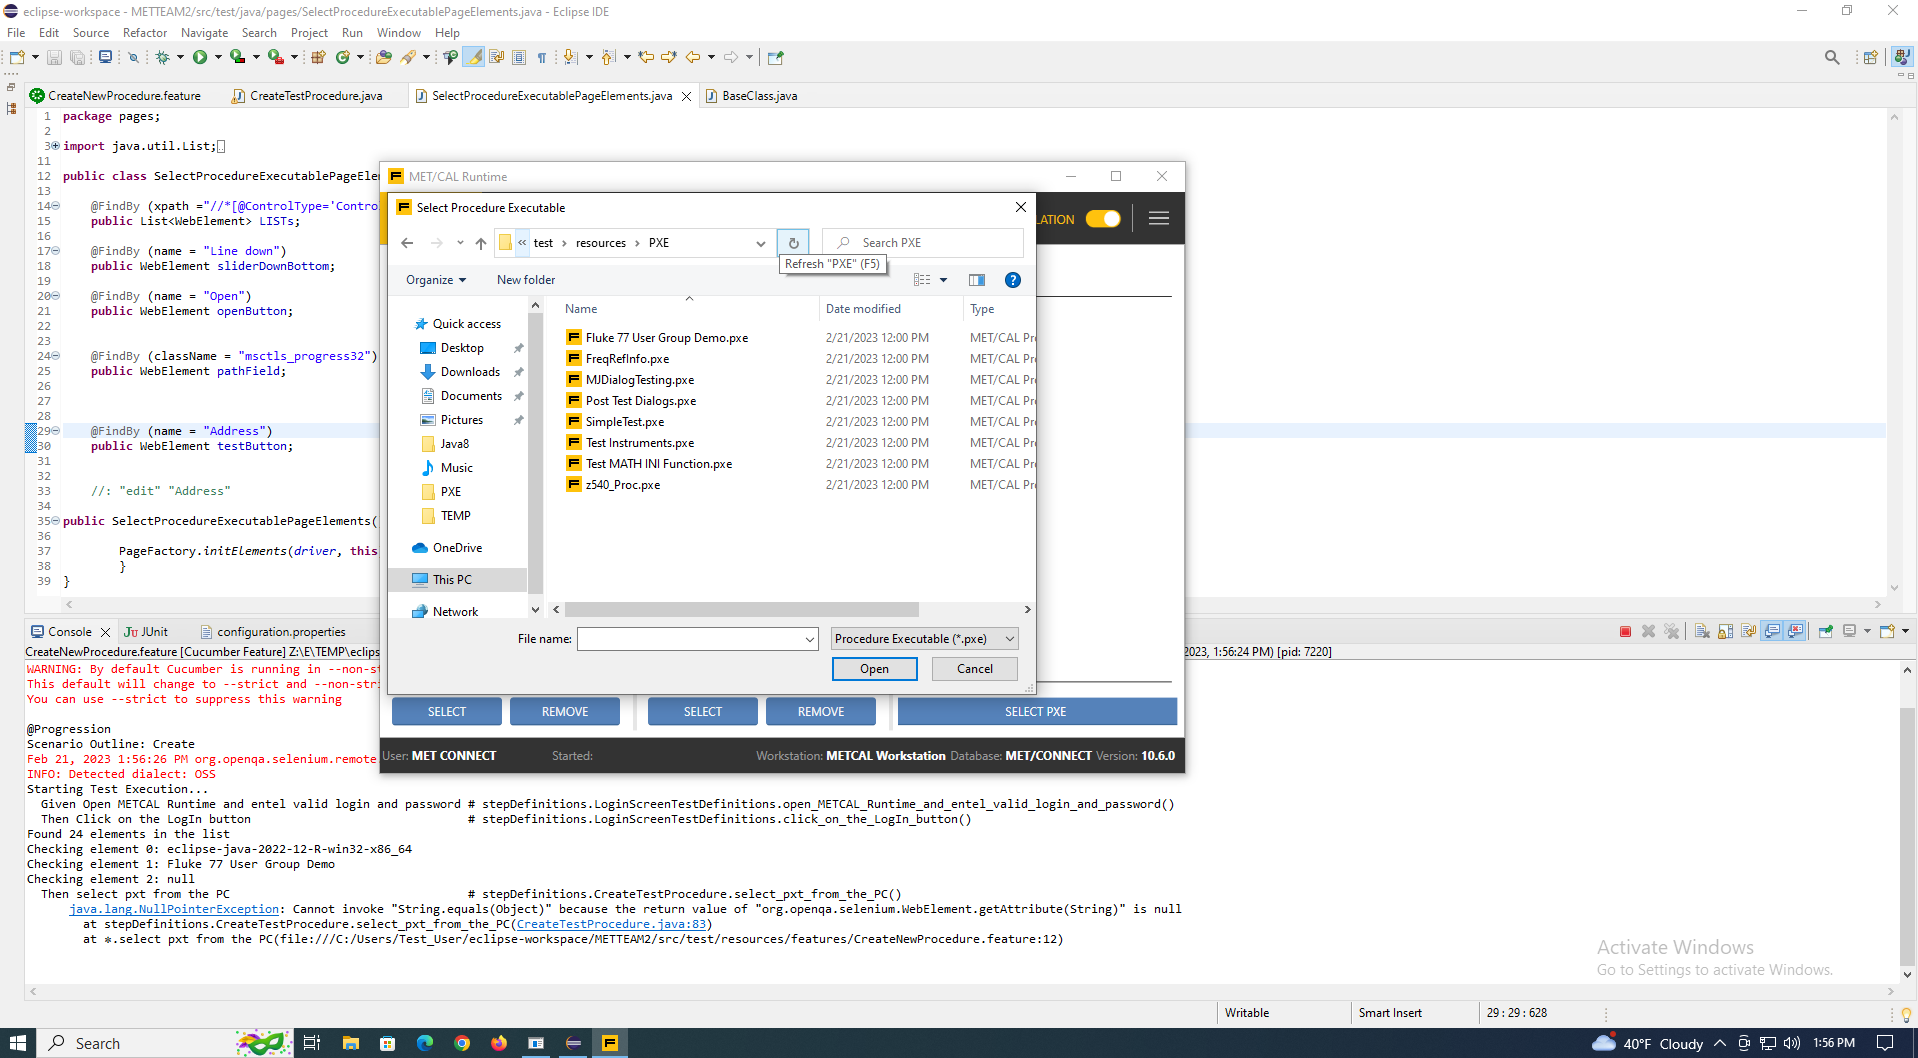 eclipse-workspace - METTEAM2/src/test/java/pages/SelectProcedureExecutablePageElements.java - Eclipse IDE
File Edit Source Refactor Navigate Search Project Run Window Help
CreateNewProcedure.feature CreateTestProcedure.java SelectProcedureExecutablePageElements.java BaseClass.java
1 package pages;
2
3 import java.util.List;
11
12 public class SelectProcedureExecutablePageElem
13
14 @FindBy (xpath ="//*[@ControlType='Control
15 public List<WebElement> LISTs;
16
17 @FindBy (name = "Line down")
18 public WebElement sliderDownBottom;
19
20 @FindBy (name = "Open")
21 public WebElement openButton;
22
23
24 @FindBy (className = "msctls_progress32")
25 public WebElement pathField;
26
27
28
29 @FindBy (name = "Address")
30 public WebElement testButton;
31
32
33 //: "edit" "Address"
34
35 public SelectProcedureExecutablePageElements(
36
37 PageFactory.initElements(driver, this
38 }
39 }
MET/CAL Runtime
LATION
Select Procedure Executable
« test › resources › PXE
Search PXE
Refresh "PXE" (F5)
Organize New folder
Name Date modified Type
Quick access
Desktop
Downloads
Documents
Pictures
Java8
Music
PXE
TEMP
OneDrive
This PC
Network
Fluke 77 User Group Demo.pxe 2/21/2023 12:00 PM MET/CAL Pr
FreqRefInfo.pxe 2/21/2023 12:00 PM MET/CAL Pr
MJDialogTesting.pxe 2/21/2023 12:00 PM MET/CAL Pr
Post Test Dialogs.pxe 2/21/2023 12:00 PM MET/CAL Pr
SimpleTest.pxe 2/21/2023 12:00 PM MET/CAL Pr
Test Instruments.pxe 2/21/2023 12:00 PM MET/CAL Pr
Test MATH INI Function.pxe 2/21/2023 12:00 PM MET/CAL Pr
z540_Proc.pxe 2/21/2023 12:00 PM MET/CAL Pr
File name: Procedure Executable (*.pxe)
Open Cancel
SELECT REMOVE SELECT REMOVE SELECT PXE
User: MET CONNECT Started: Workstation: METCAL Workstation Database: MET/CONNECT Version: 10.6.0
Console JUnit configuration.properties
CreateNewProcedure.feature [Cucumber Feature] Z:\E\TEMP\eclips 2023, 1:56:24 PM) [pid: 7220]
WARNING: By default Cucumber is running in --non-st
This default will change to --strict and --non-stri
You can use --strict to suppress this warning
@Progression
Scenario Outline: Create
Feb 21, 2023 1:56:26 PM org.openqa.selenium.remote
INFO: Detected dialect: OSS
Starting Test Execution...
Given Open METCAL Runtime and entel valid login and password # stepDefinitions.LoginScreenTestDefinitions.open_METCAL_Runtime_and_entel_valid_login_and_password()
Then Click on the LogIn button # stepDefinitions.LoginScreenTestDefinitions.click_on_the_LogIn_button()
Found 24 elements in the list
Checking element 0: eclipse-java-2022-12-R-win32-x86_64
Checking element 1: Fluke 77 User Group Demo
Checking element 2: null
Then select pxt from the PC # stepDefinitions.CreateTestProcedure.select_pxt_from_the_PC()
java.lang.NullPointerException: Cannot invoke "String.equals(Object)" because the return value of "org.openqa.selenium.WebElement.getAttribute(String)" is null
at stepDefinitions.CreateTestProcedure.select_pxt_from_the_PC(CreateTestProcedure.java:83)
at *.select pxt from the PC(file:///C:/Users/Test_User/eclipse-workspace/METTEAM2/src/test/resources/features/CreateNewProcedure.feature:12)
Activate Windows
Go to Settings to activate Windows.
Writable Smart Insert 29 : 29 : 628
Search 40°F Cloudy 1:56 PM